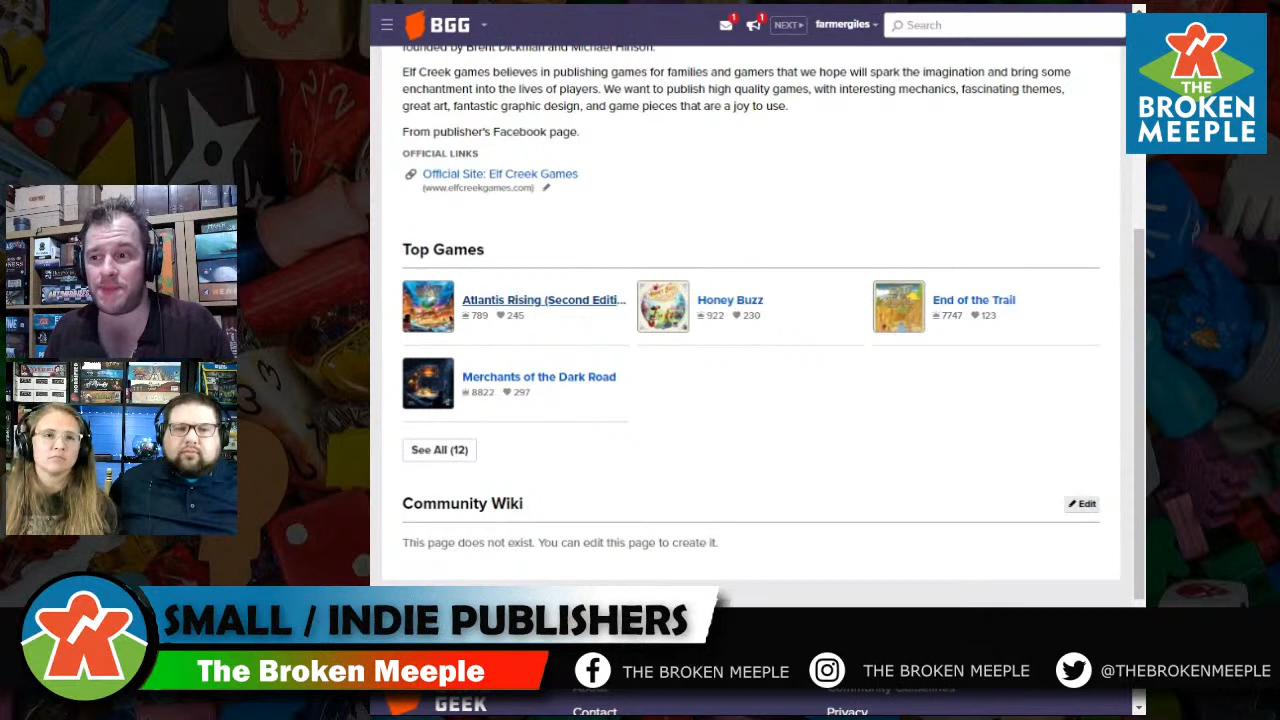 BGG
1
1
NEXT
farmergiles
Search
THE
BROKEN
MEEPLE
founded by Brent Dickman and Michael Hinson.
Elf Creek games believes in publishing games for families and gamers that we hope will spark the imagination and bring some
enchantment into the lives of players. We want to publish high quality games, with interesting mechanics, fascinating themes,
great art, fantastic graphic design, and game pieces that are a joy to use.
From publisher's Facebook page.
OFFICIAL LINKS
Official Site: Elf Creek Games
(www.elfcreekgames.com)
Top Games
Atlantis Rising (Second Editi...
789 245
Honey Buzz
922 230
End of the Trail
7747 123
Merchants of the Dark Road
8822 297
See All (12)
Community Wiki
Edit
This page does not exist. You can edit this page to create it.
SMALL / INDIE PUBLISHERS
The Broken Meeple
THE BROKEN MEEPLE
THE BROKEN MEEPLE
@THEBROKENMEEPLE
GEEK
About
Community Guidelines
Contact
Privacy